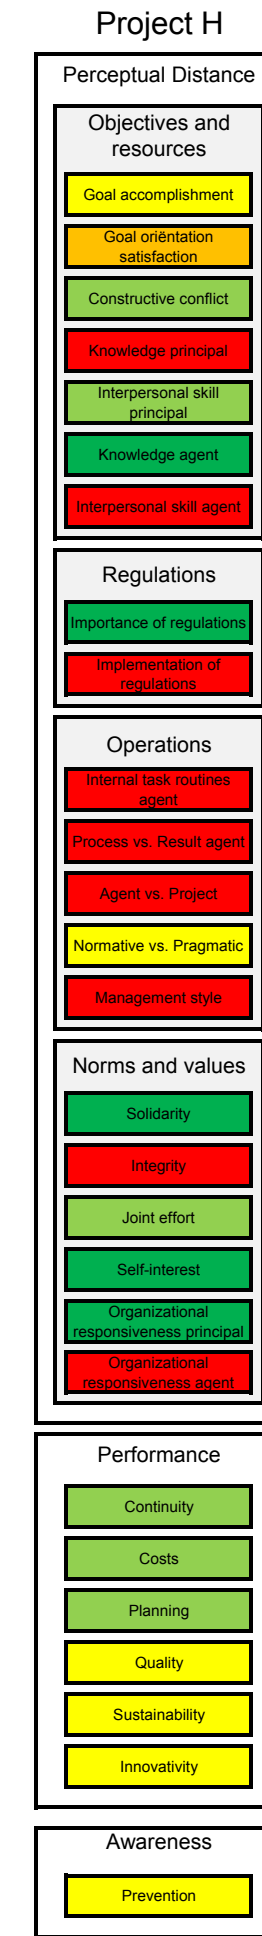 Project H
Perceptual Distance
Objectives and
resources
Goal accomplishment
Goal oriëntation
satisfaction
Constructive conflict
Knowledge principal
Interpersonal skill
principal
Knowledge agent
Interpersonal skill agent
Regulations
Importance of regulations
Implementation of
regulations
Operations
Internal task routines
agent
Process vs. Result agent
Agent vs. Project
Normative vs. Pragmatic
Management style
Norms and values
Solidarity
Integrity
Joint effort
Self-interest
Organizational
responsiveness principal
Organizational
responsiveness agent
Performance
Continuity
Costs
Planning
Quality
Sustainability
Innovativity
Awareness
Prevention